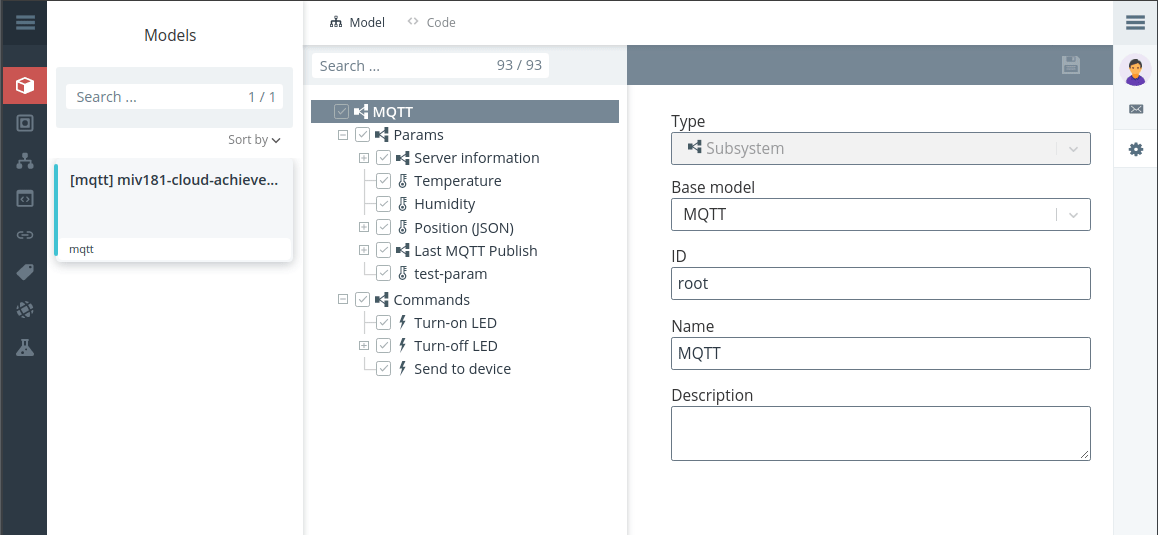 Models
Search ... 1 / 1
Sort by
[mqtt] miv181-cloud-achieve...
mqtt
Model Code
Search ... 93 / 93
MQTT
Params
Server information
Temperature
Humidity
Position (JSON)
Last MQTT Publish
test-param
Commands
Turn-on LED
Turn-off LED
Send to device
Type
Subsystem
Base model
MQTT
ID
root
Name
MQTT
Description